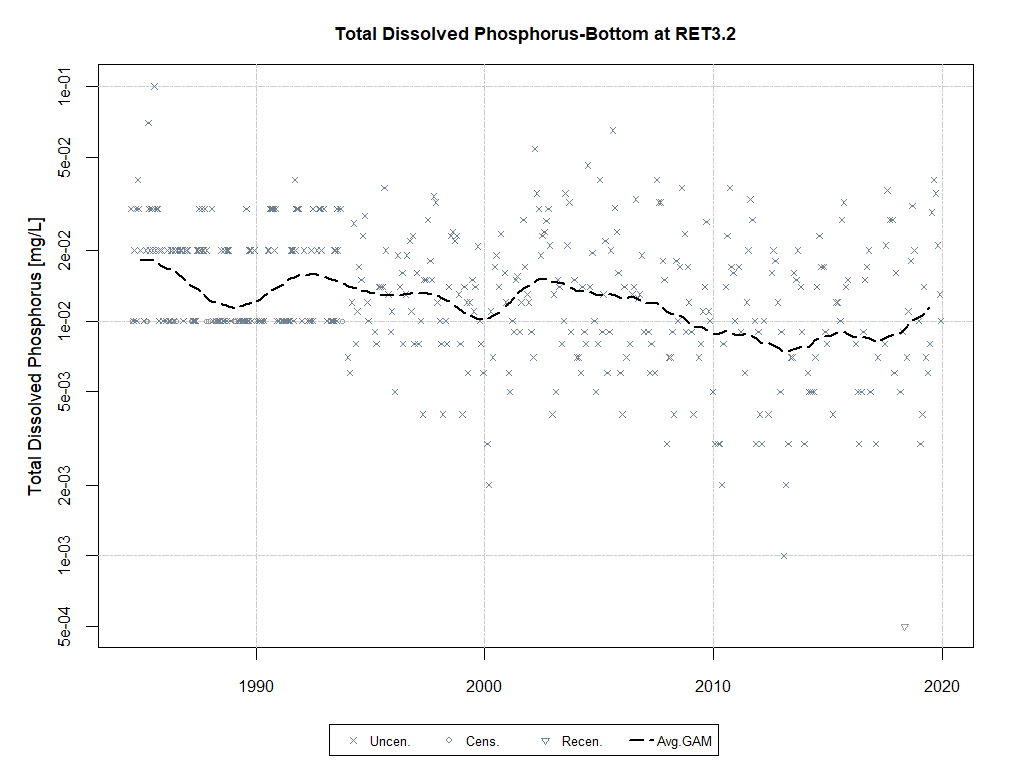 Total Dissolved Phosphorus-Bottom at RET3.2
Total Dissolved Phosphorus [mg/L]
1e-01
5e-02
2e-02
1e-02
5e-03
2e-03
1e-03
5e-04
1990 2000 2010 2020
Uncen. Cens. Recen. Avg.GAM